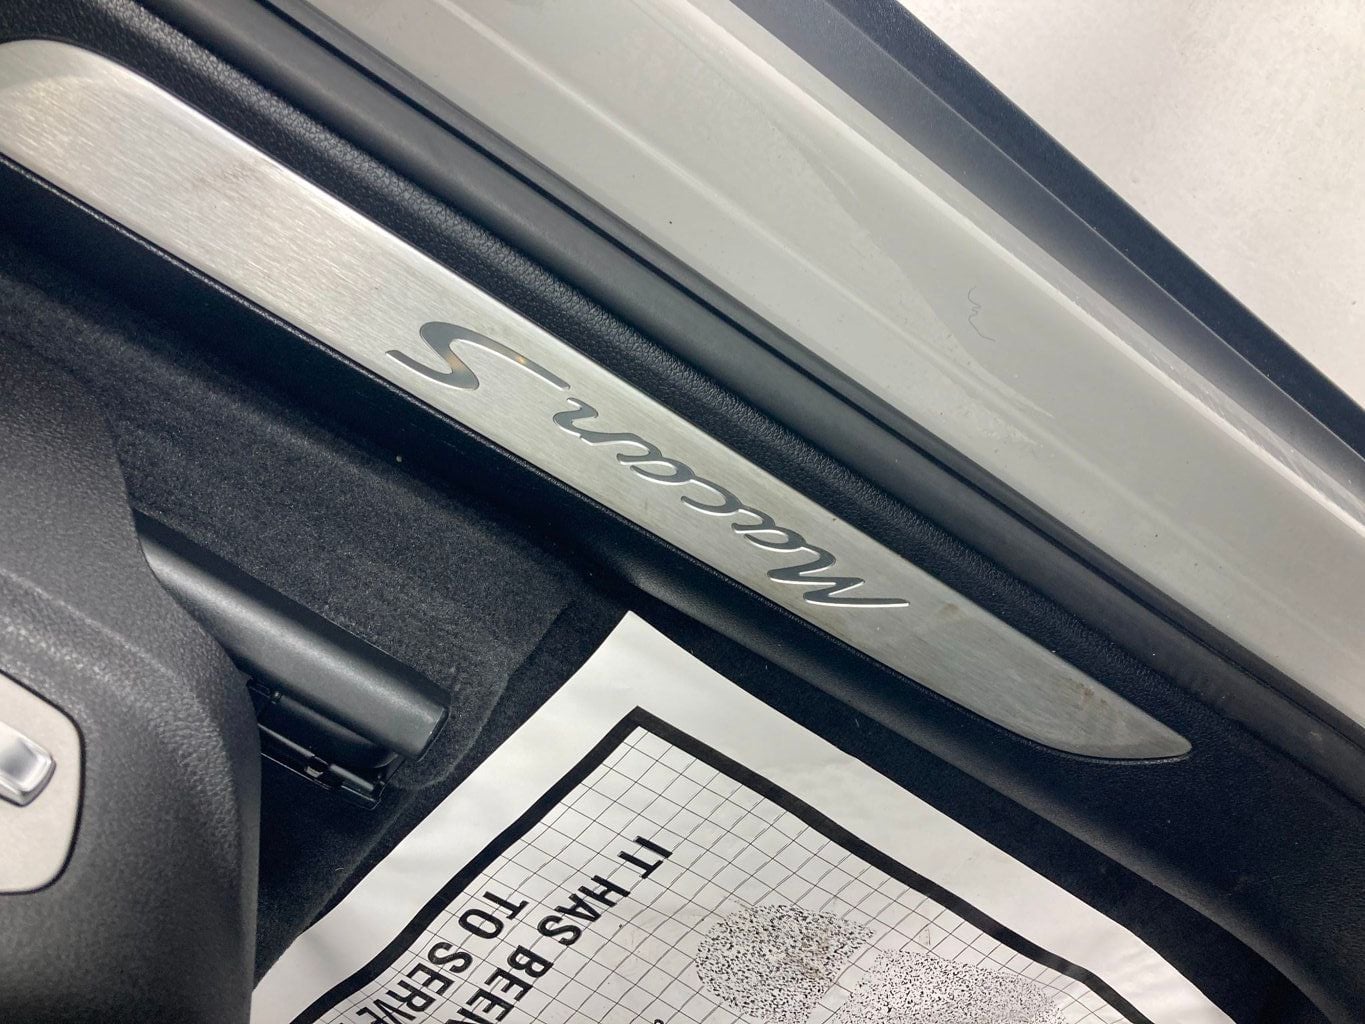 Macan S
IT HAS BEEN
TO SERV